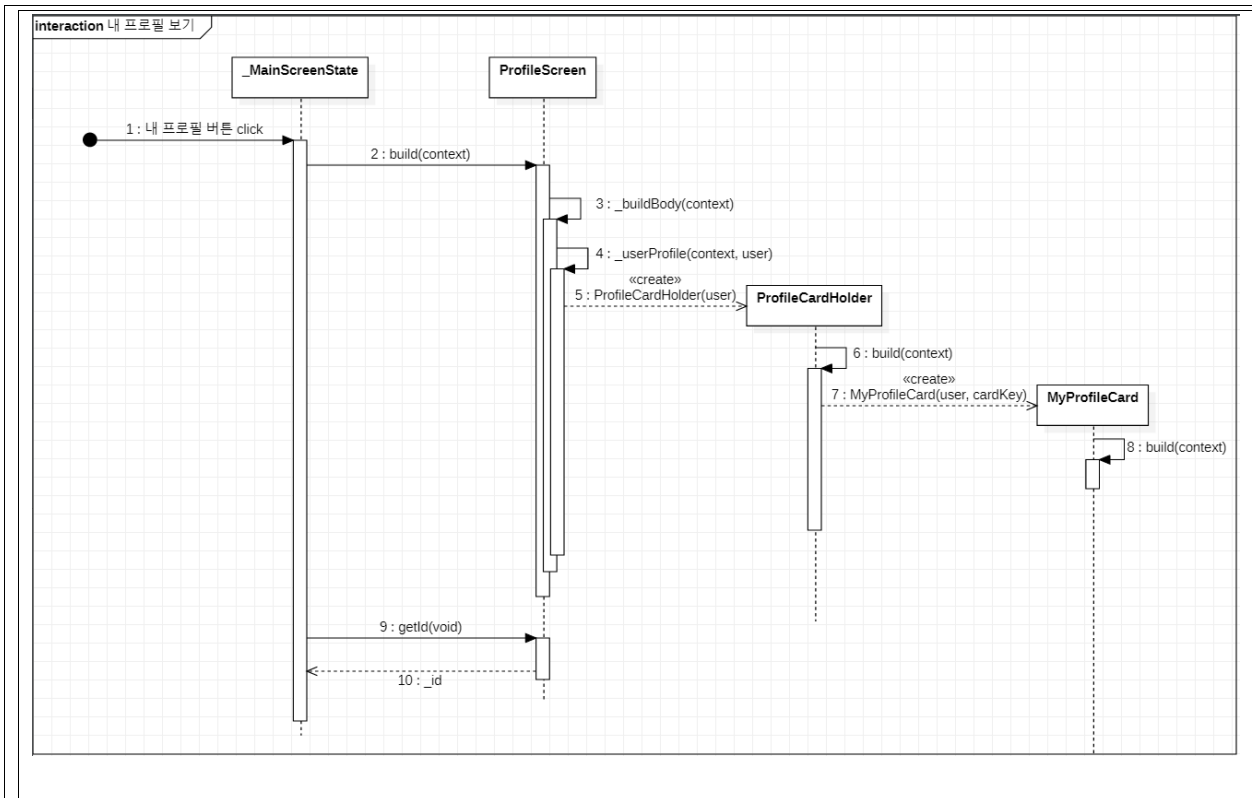 interaction 내 프로필 보기
_MainScreenState
ProfileScreen
1 : 내 프로필 버튼 click
2 : build(context)
3 : _buildBody(context)
4 : _userProfile(context, user)
«create»
5 : ProfileCardHolder(user)
ProfileCardHolder
6 : build(context)
«create»
7 : MyProfileCard(user, cardKey)
MyProfileCard
8 : build(context)
9 : getId(void)
10 : _id